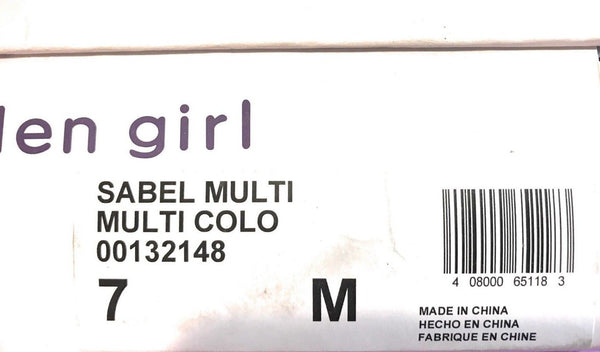 den girl
SABEL MULTI
MULTI COLO
00132148
7 M
4 08000 65118 3
MADE IN CHINA
HECHO EN CHINA
FABRIQUE EN CHINE